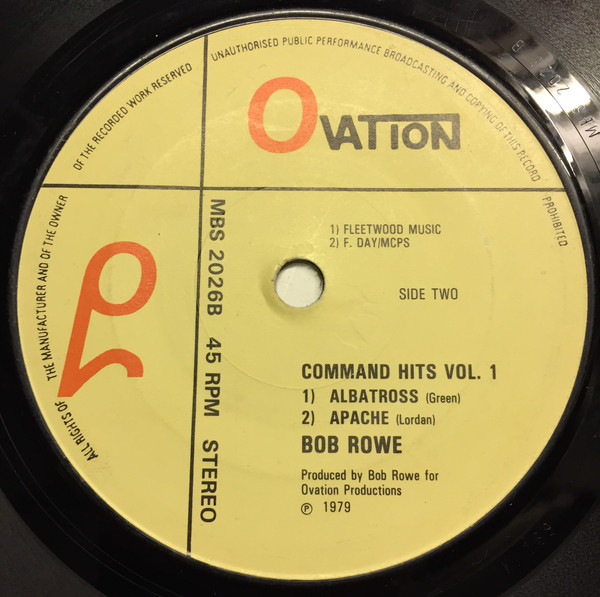 ALL RIGHTS OF THE MANUFACTURER AND OF THE OWNER OF THE RECORDED WORK RESERVED UNAUTHORISED PUBLIC PERFORMANCE BROADCASTING AND COPYING OF THIS RECORD PROHIBITED
OVATION
1) FLEETWOOD MUSIC
2) F. DAY/MCPS
SIDE TWO
MBS 2026B 45 RPM STEREO
COMMAND HITS VOL. 1
1) ALBATROSS (Green)
2) APACHE (Lordan)
BOB ROWE
Produced by Bob Rowe for
Ovation Productions
℗ 1979